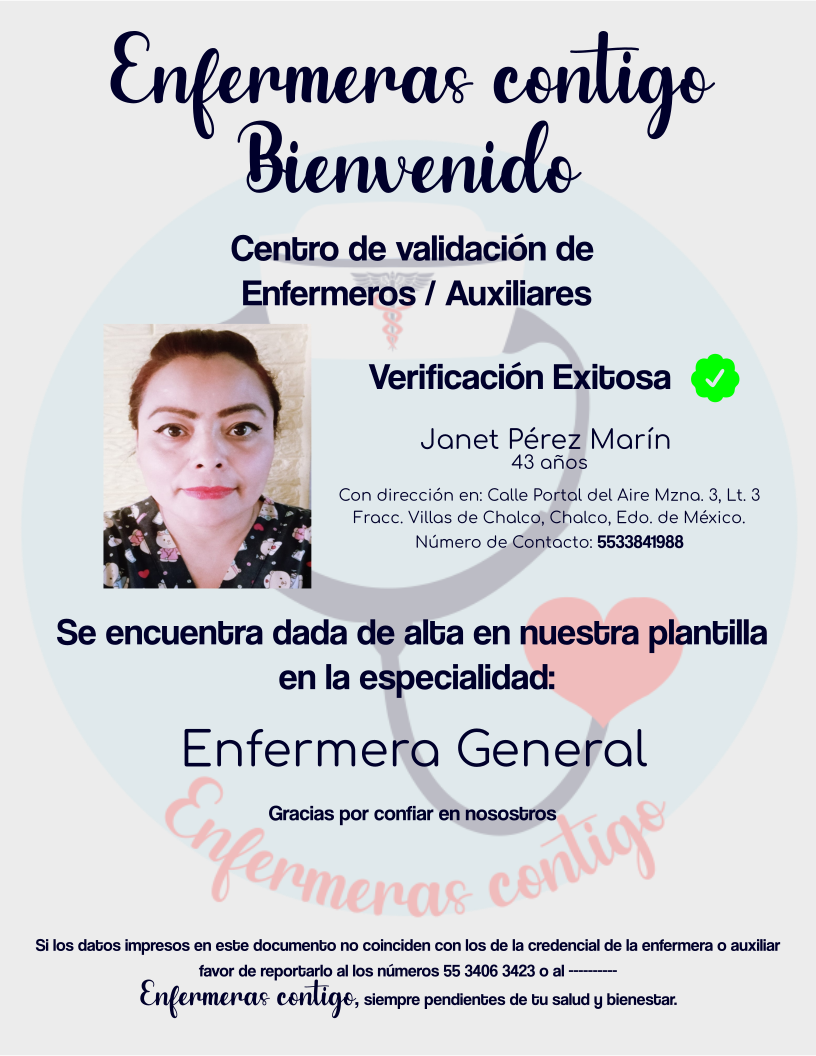 Enfermeras contigo
Bienvenido
Centro de validación de
Enfermeros / Auxiliares
Verificación Exitosa
Janet Pérez Marín
43 años
Con dirección en: Calle Portal del Aire Mzna. 3, Lt. 3
Fracc. Villas de Chalco, Chalco, Edo. de México.
Número de Contacto: 5533841988
Se encuentra dada de alta en nuestra plantilla
en la especialidad:
Enfermera General
Gracias por confiar en nosostros
Enfermeras contigo
Si los datos impresos en este documento no coinciden con los de la credencial de la enfermera o auxiliar
favor de reportarlo al los números 55 3406 3423 o al ----------
Enfermeras contigo, siempre pendientes de tu salud y bienestar.